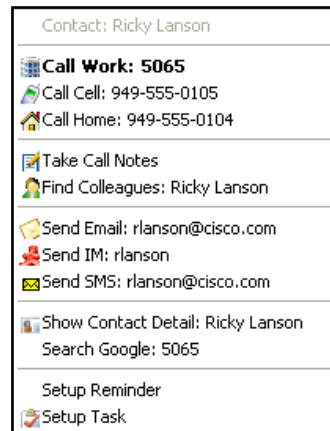 Contact: Ricky Lanson
Call Work: 5065
Call Cell: 949-555-0105
Call Home: 949-555-0104
Take Call Notes
Find Colleagues: Ricky Lanson
Send Email: rlanson@cisco.com
Send IM: rlanson
Send SMS: rlanson@cisco.com
Show Contact Detail: Ricky Lanson
Search Google: 5065
Setup Reminder
Setup Task